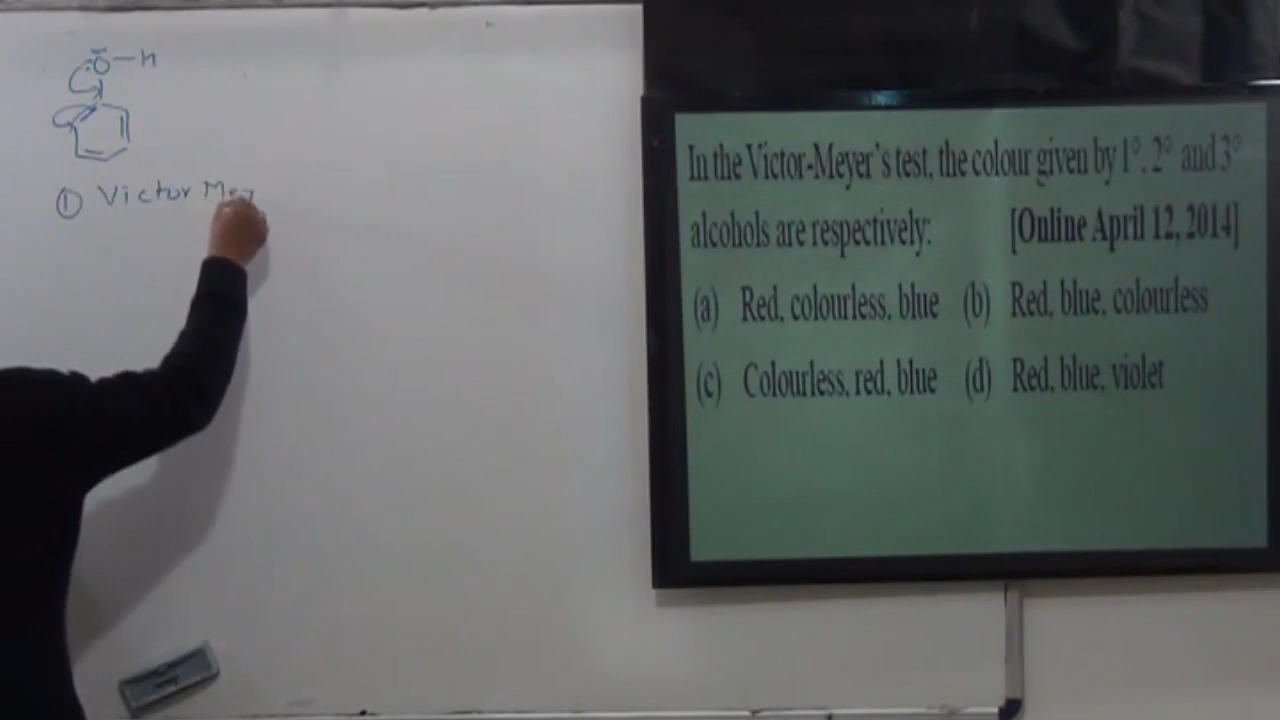 :O-H
① Victor Mey
In the Victor-Meyer's test, the colour given by 1°, 2° and 3°
alcohols are respectively: [Online April 12, 2014]
(a) Red, colourless, blue (b) Red, blue, colourless
(c) Colourless, red, blue (d) Red, blue, violet